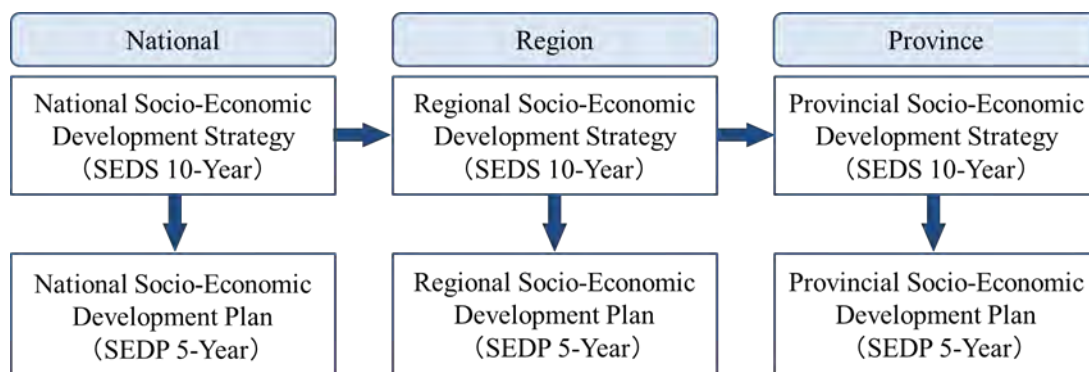 National
Region
Province
National Socio-Economic
Development Strategy
（SEDS 10-Year）
Regional Socio-Economic
Development Strategy
（SEDS 10-Year）
Provincial Socio-Economic
Development Strategy
（SEDS 10-Year）
National Socio-Economic
Development Plan
（SEDP 5-Year）
Regional Socio-Economic
Development Plan
（SEDP 5-Year）
Provincial Socio-Economic
Development Plan
（SEDP 5-Year）